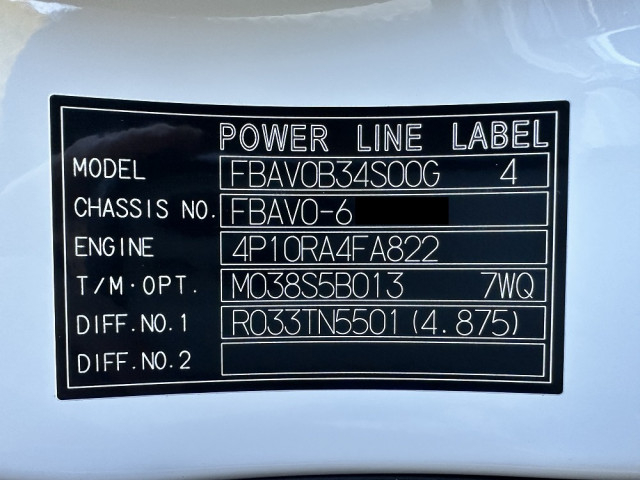 POWER LINE LABEL
MODEL FBAV0B34S00G 4
CHASSIS NO. FBAV0-6
ENGINE 4P10RA4FA822
T/M·OPT. M038S5B013 7WQ
DIFF.NO.1 R033TN5501(4.875)
DIFF.NO.2